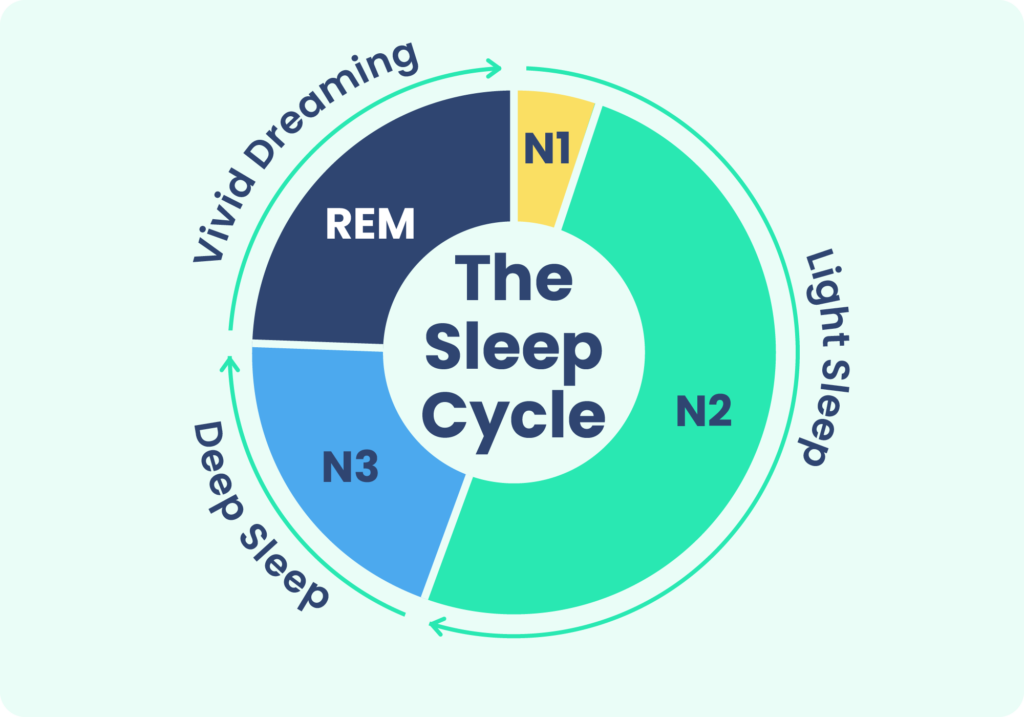 The
Sleep
Cycle
N1
N2
Light Sleep
N3
Deep Sleep
REM
Vivid Dreaming